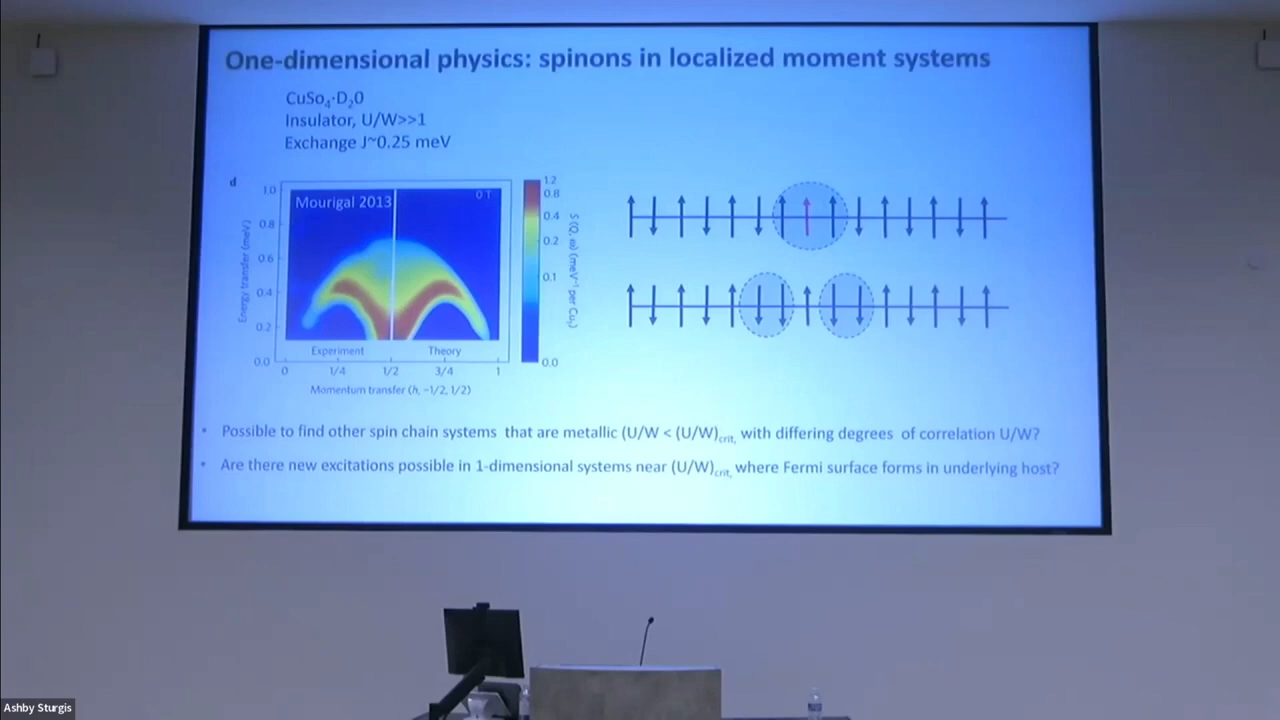 One-dimensional physics: spinons in localized moment systems
CuSo₄·D₂0
Insulator, U/W>>1
Exchange J~0.25 meV
d
Mourigal 2013
0 T
1.0
0.8
0.6
0.4
0.2
0.0
Energy transfer (meV)
Experiment
Theory
0
1/4
1/2
3/4
1
Momentum transfer (h, −1/2, 1/2)
1.2
0.8
0.4
0.2
0.1
0.0
• Possible to find other spin chain systems that are metallic (U/W < (U/W)crit, with differing degrees of correlation U/W?
• Are there new excitations possible in 1-dimensional systems near (U/W)crit, where Fermi surface forms in underlying host?
Ashby Sturgis